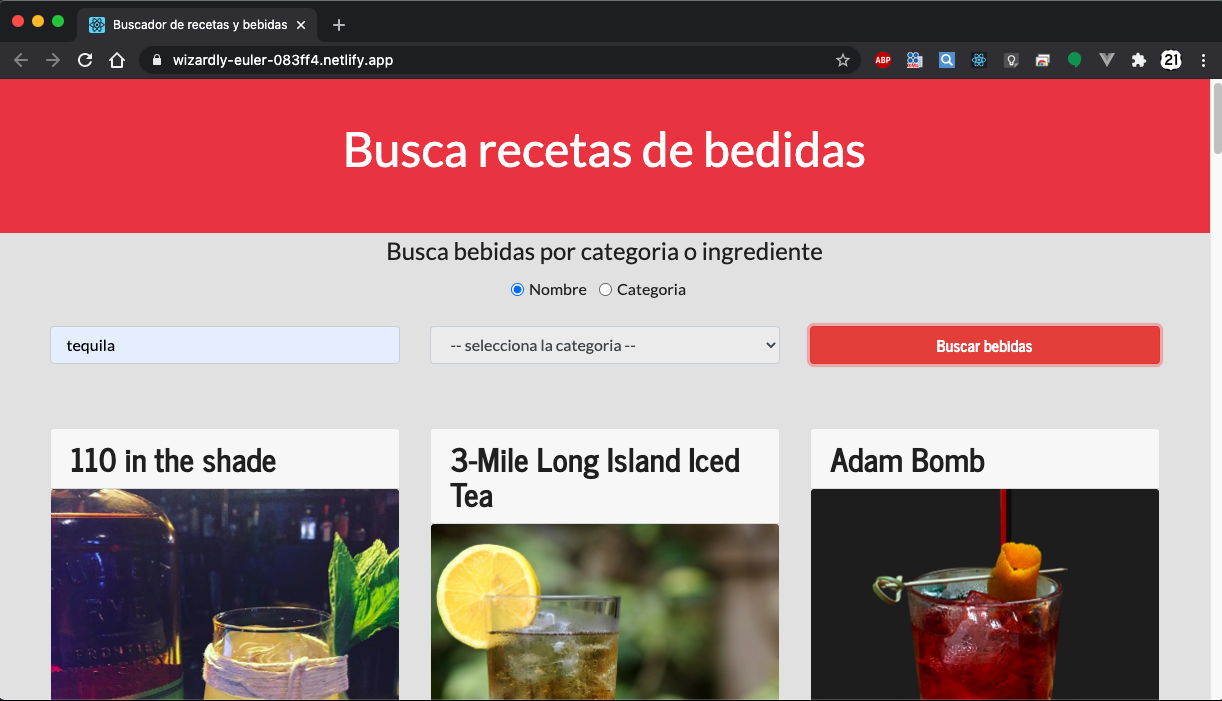 Buscador de recetas y bebidas
wizardly-euler-083ff4.netlify.app
ABP
21
Busca recetas de bedidas
Busca bebidas por categoria o ingrediente
Nombre Categoria
tequila
-- selecciona la categoria --
Buscar bebidas
110 in the shade
3-Mile Long Island Iced
Tea
Adam Bomb
RYE
FRONTIER